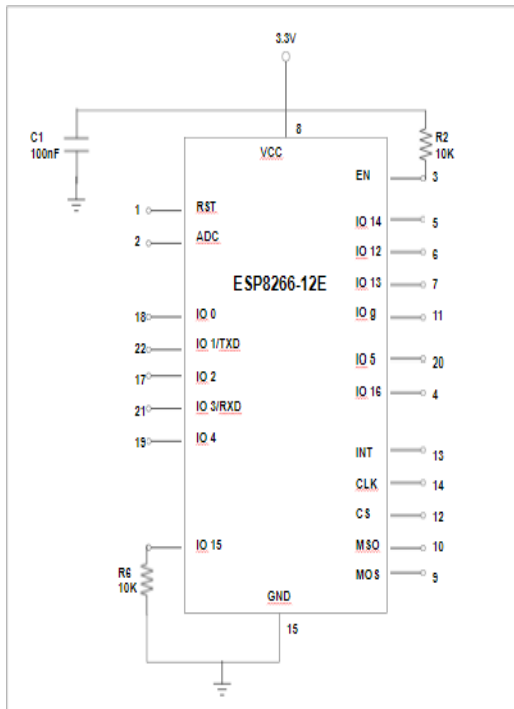 3.3V
C1
100nF
8
R2
10K
VCC
EN
3
1
RST
IO 14
5
2
ADC
IO 12
6
ESP8266-12E
IO 13
7
18
IO 0
IO g
11
22
IO 1/TXD
IO 5
20
17
IO 2
IO 16
4
21
IO 3/RXD
19
IO 4
INT
13
CLK
14
CS
12
IO 15
MSO
10
R6
10K
MOS
9
GND
15